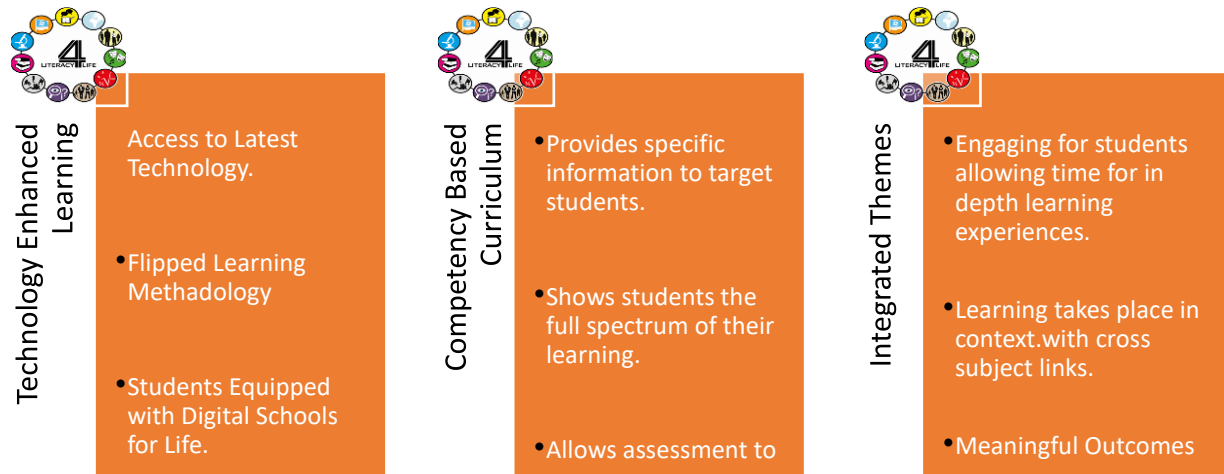 4
LITERACY LIFE
Technology Enhanced
Learning
Access to Latest
Technology.
•Flipped Learning
Methadology
•Students Equipped
with Digital Schools
for Life.
4
LITERACY LIFE
Competency Based
Curriculum
•Provides specific
information to target
students.
•Shows students the
full spectrum of their
learning.
•Allows assessment to
4
LITERACY LIFE
Integrated Themes
•Engaging for students
allowing time for in
depth learning
experiences.
•Learning takes place in
context.with cross
subject links.
•Meaningful Outcomes